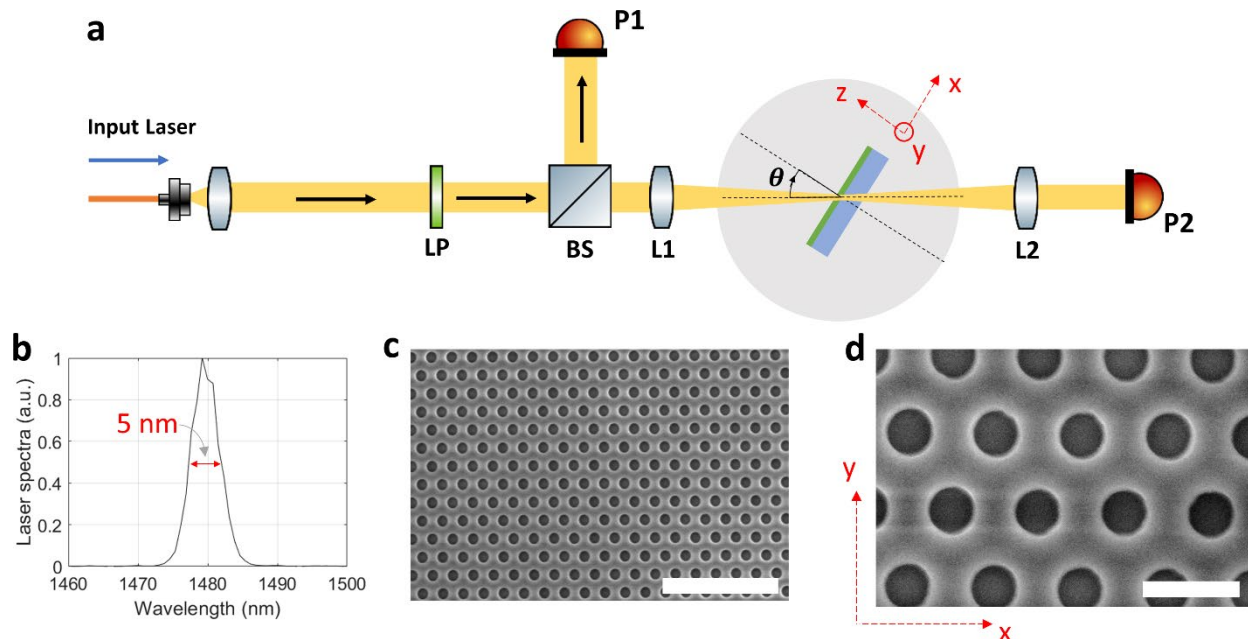 a
P1
Input Laser
x
z
y
θ
LP
BS
L1
L2
P2
b
1
0.8
0.6
0.4
0.2
0
5 nm
Laser spectra (a.u.)
1460 1470 1480 1490 1500
Wavelength (nm)
c
d
y
x